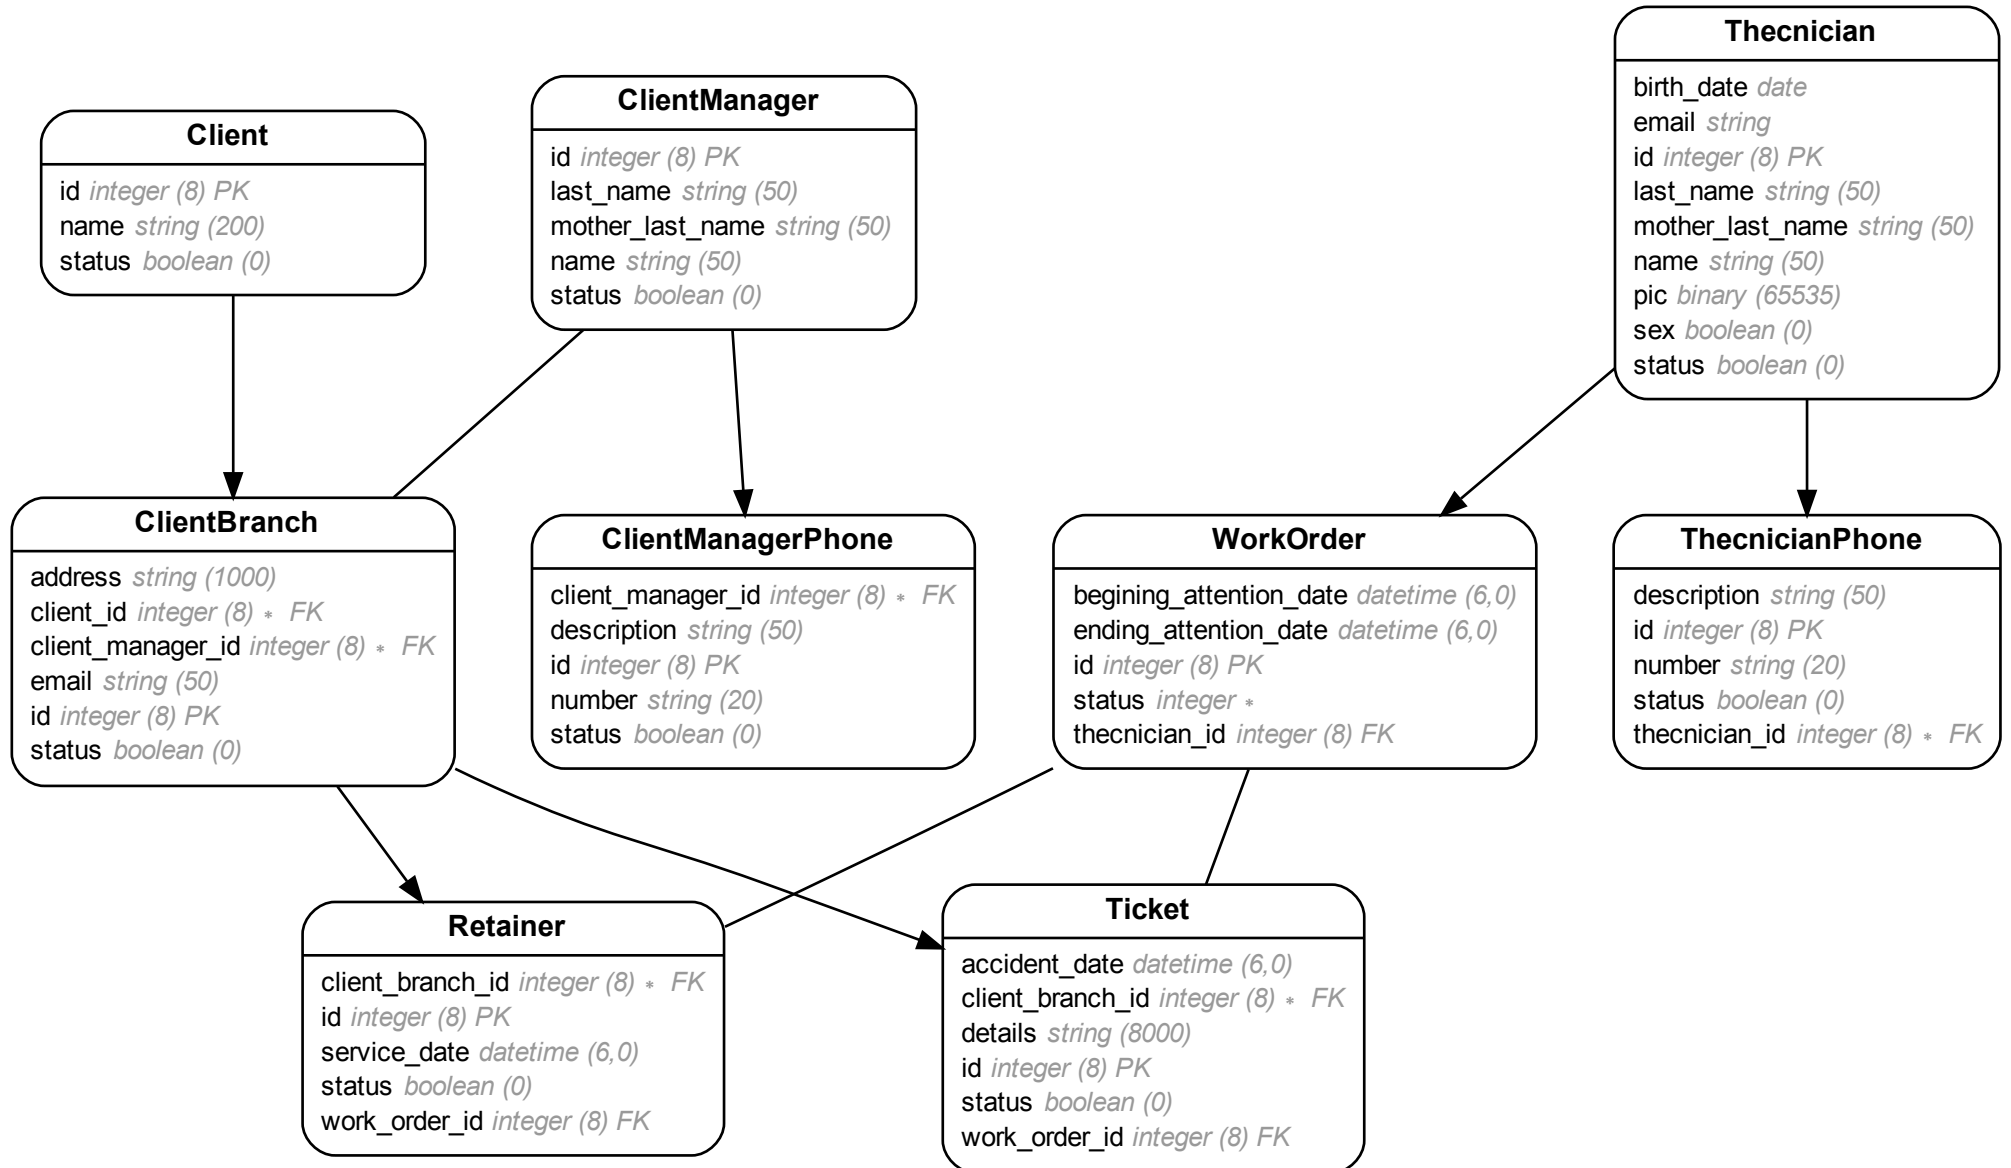 Client
id integer (8) PK
name string (200)
status boolean (0)
ClientManager
id integer (8) PK
last_name string (50)
mother_last_name string (50)
name string (50)
status boolean (0)
Thecnician
birth_date date
email string
id integer (8) PK
last_name string (50)
mother_last_name string (50)
name string (50)
pic binary (65535)
sex boolean (0)
status boolean (0)
ClientBranch
address string (1000)
client_id integer (8) * FK
client_manager_id integer (8) * FK
email string (50)
id integer (8) PK
status boolean (0)
ClientManagerPhone
client_manager_id integer (8) * FK
description string (50)
id integer (8) PK
number string (20)
status boolean (0)
WorkOrder
begining_attention_date datetime (6,0)
ending_attention_date datetime (6,0)
id integer (8) PK
status integer *
thecnician_id integer (8) FK
ThecnicianPhone
description string (50)
id integer (8) PK
number string (20)
status boolean (0)
thecnician_id integer (8) * FK
Retainer
client_branch_id integer (8) * FK
id integer (8) PK
service_date datetime (6,0)
status boolean (0)
work_order_id integer (8) FK
Ticket
accident_date datetime (6,0)
client_branch_id integer (8) * FK
details string (8000)
id integer (8) PK
status boolean (0)
work_order_id integer (8) FK